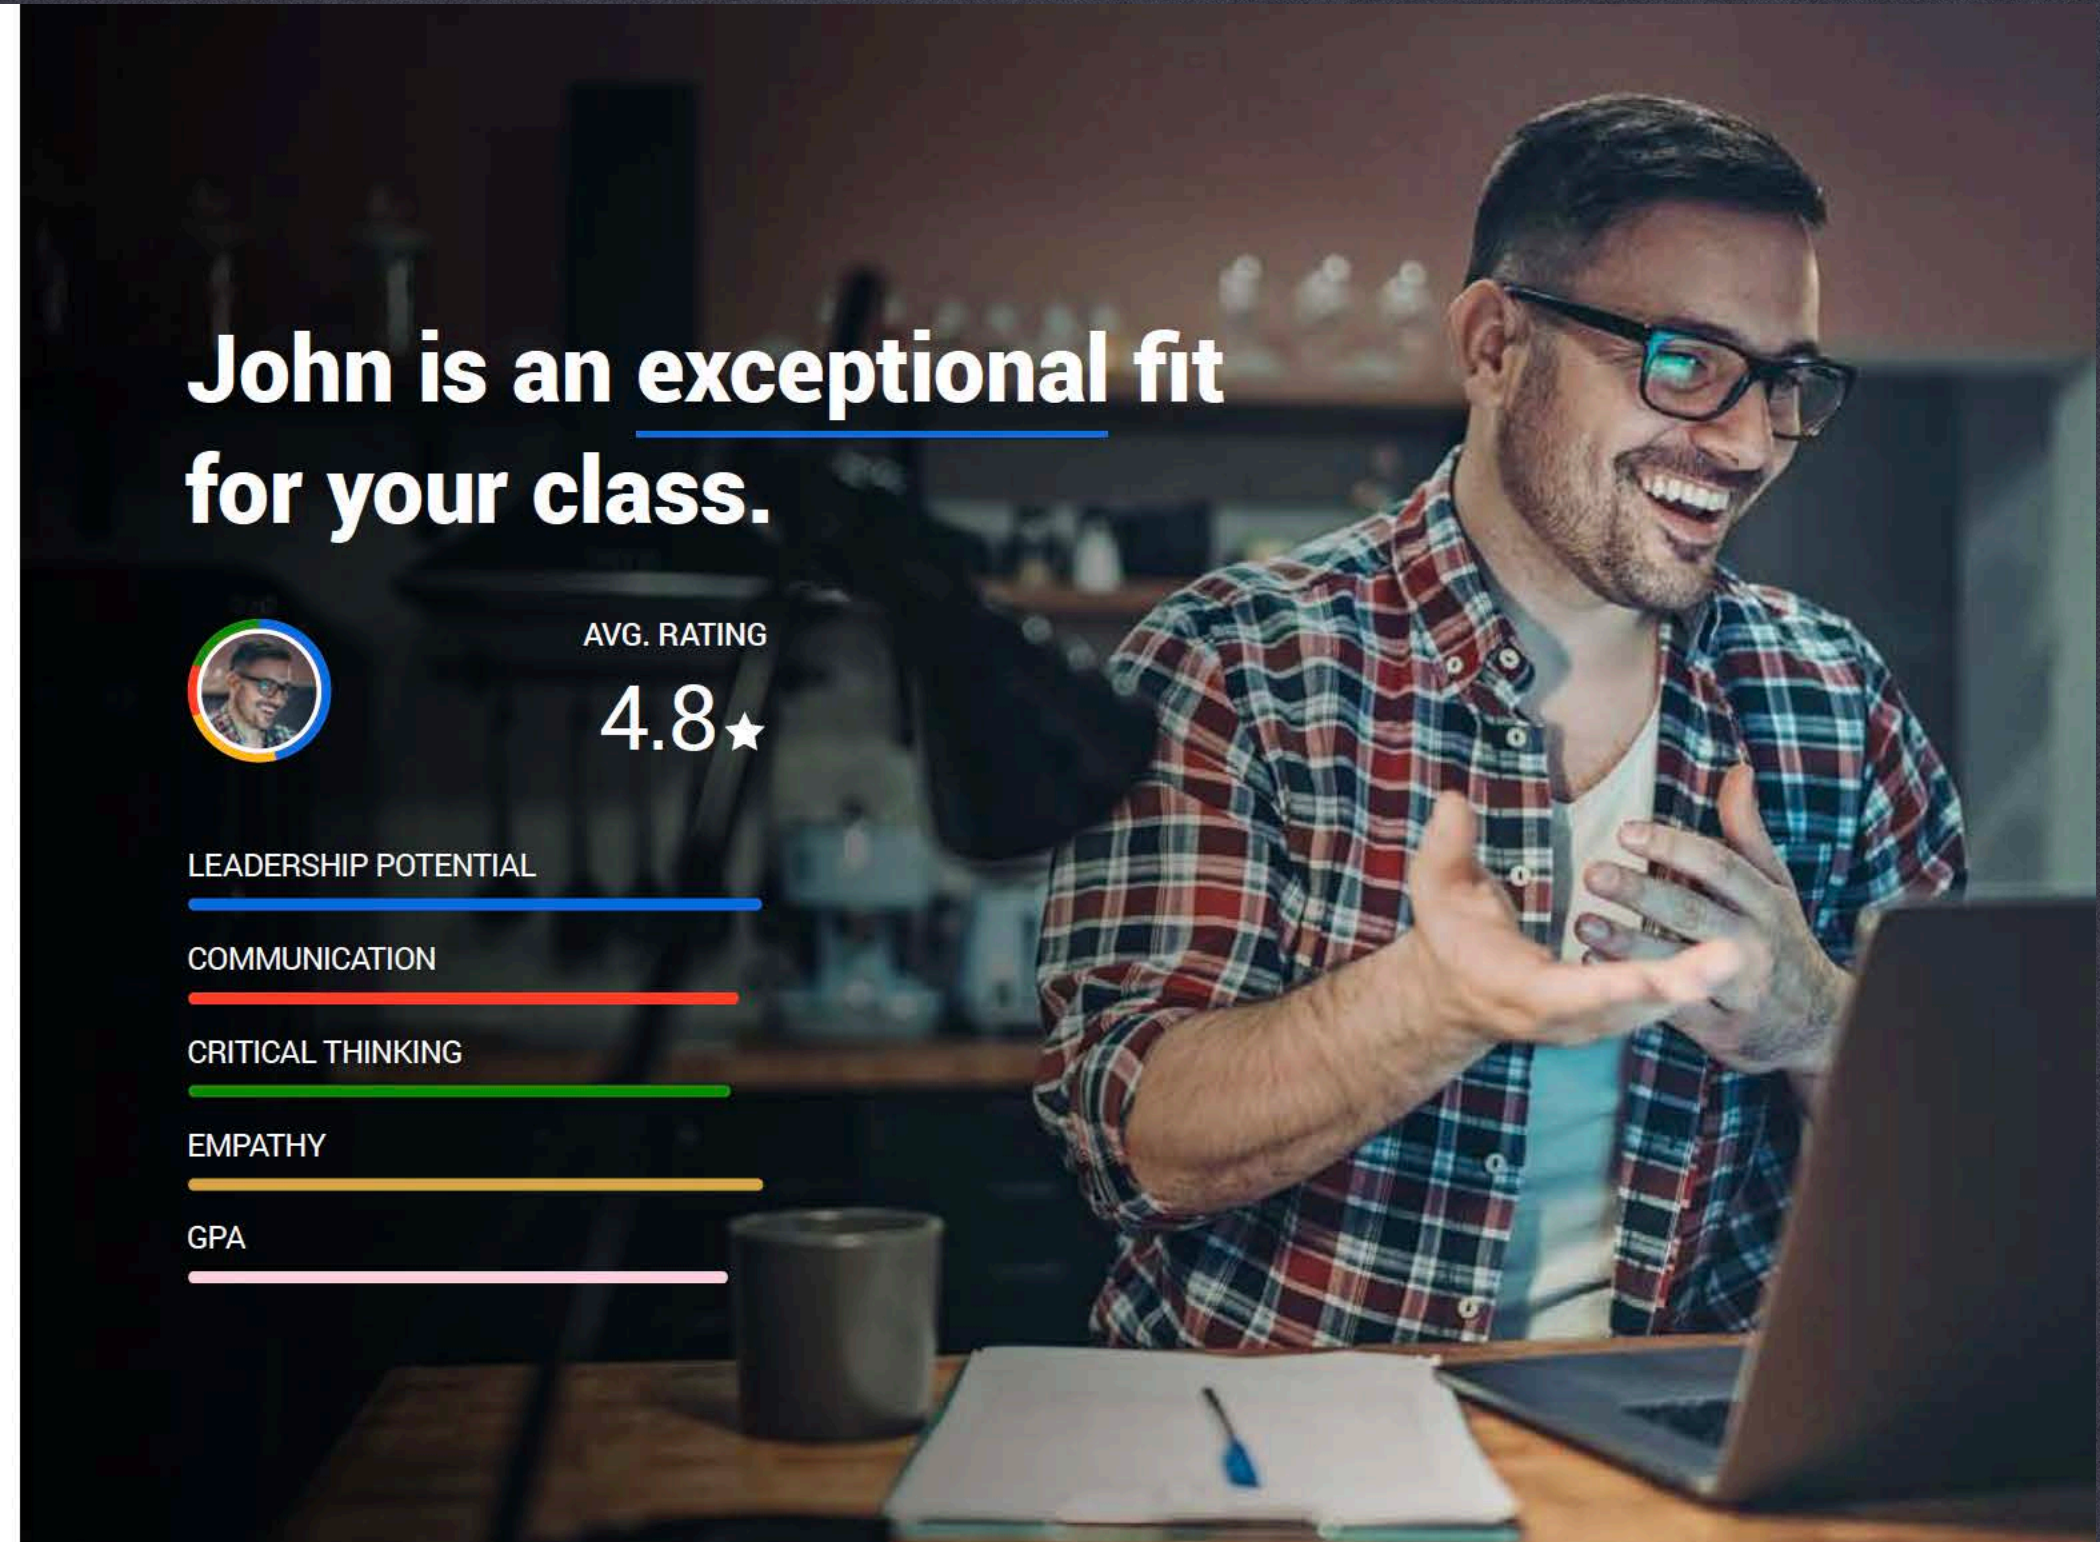 John is an exceptional fit
for your class.
AVG. RATING
4.8★
LEADERSHIP POTENTIAL
COMMUNICATION
CRITICAL THINKING
EMPATHY
GPA